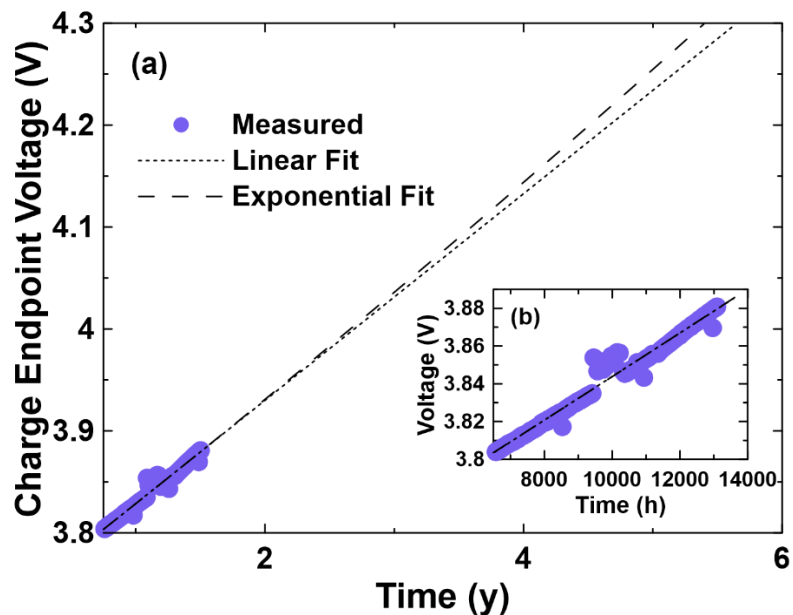 4.3
4.2
4.1
4
3.9
3.8
Charge Endpoint Voltage (V)
(a)
Measured
Linear Fit
Exponential Fit
(b)
3.88
3.86
3.84
3.82
3.8
Voltage (V)
8000 10000 12000 14000
Time (h)
2 4 6
Time (y)